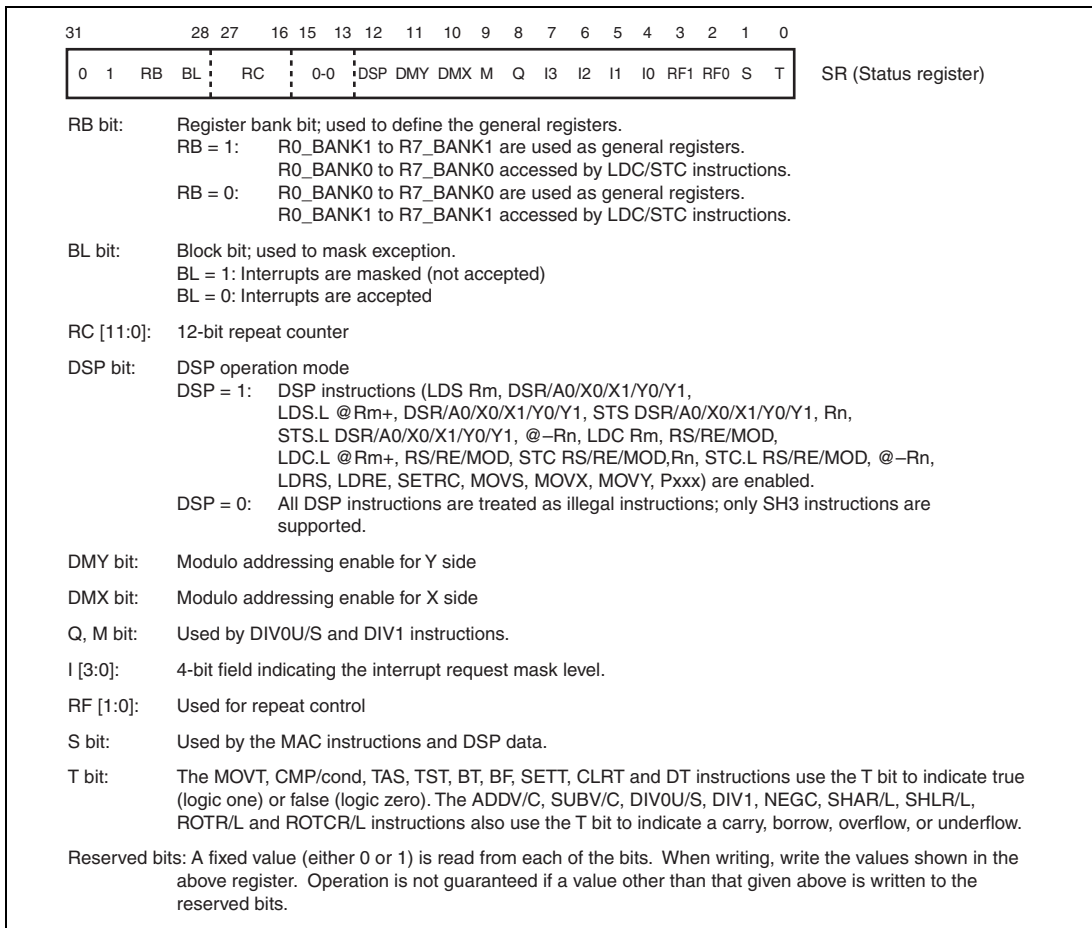 31 28 27 16 15 13 12 11 10 9 8 7 6 5 4 3 2 1 0
0 1 RB BL RC 0-0 DSP DMY DMX M Q I3 I2 I1 I0 RF1 RF0 S T SR (Status register)
RB bit: Register bank bit; used to define the general registers.
RB = 1: R0_BANK1 to R7_BANK1 are used as general registers.
R0_BANK0 to R7_BANK0 accessed by LDC/STC instructions.
RB = 0: R0_BANK0 to R7_BANK0 are used as general registers.
R0_BANK1 to R7_BANK1 accessed by LDC/STC instructions.
BL bit: Block bit; used to mask exception.
BL = 1: Interrupts are masked (not accepted)
BL = 0: Interrupts are accepted
RC [11:0]: 12-bit repeat counter
DSP bit: DSP operation mode
DSP = 1: DSP instructions (LDS Rm, DSR/A0/X0/X1/Y0/Y1,
LDS.L @Rm+, DSR/A0/X0/X1/Y0/Y1, STS DSR/A0/X0/X1/Y0/Y1, Rn,
STS.L DSR/A0/X0/X1/Y0/Y1, @–Rn, LDC Rm, RS/RE/MOD,
LDC.L @Rm+, RS/RE/MOD, STC RS/RE/MOD,Rn, STC.L RS/RE/MOD, @–Rn,
LDRS, LDRE, SETRC, MOVS, MOVX, MOVY, Pxxx) are enabled.
DSP = 0: All DSP instructions are treated as illegal instructions; only SH3 instructions are
supported.
DMY bit: Modulo addressing enable for Y side
DMX bit: Modulo addressing enable for X side
Q, M bit: Used by DIV0U/S and DIV1 instructions.
I [3:0]: 4-bit field indicating the interrupt request mask level.
RF [1:0]: Used for repeat control
S bit: Used by the MAC instructions and DSP data.
T bit: The MOVT, CMP/cond, TAS, TST, BT, BF, SETT, CLRT and DT instructions use the T bit to indicate true
(logic one) or false (logic zero). The ADDV/C, SUBV/C, DIV0U/S, DIV1, NEGC, SHAR/L, SHLR/L,
ROTR/L and ROTCR/L instructions also use the T bit to indicate a carry, borrow, overflow, or underflow.
Reserved bits: A fixed value (either 0 or 1) is read from each of the bits. When writing, write the values shown in the
above register. Operation is not guaranteed if a value other than that given above is written to the
reserved bits.